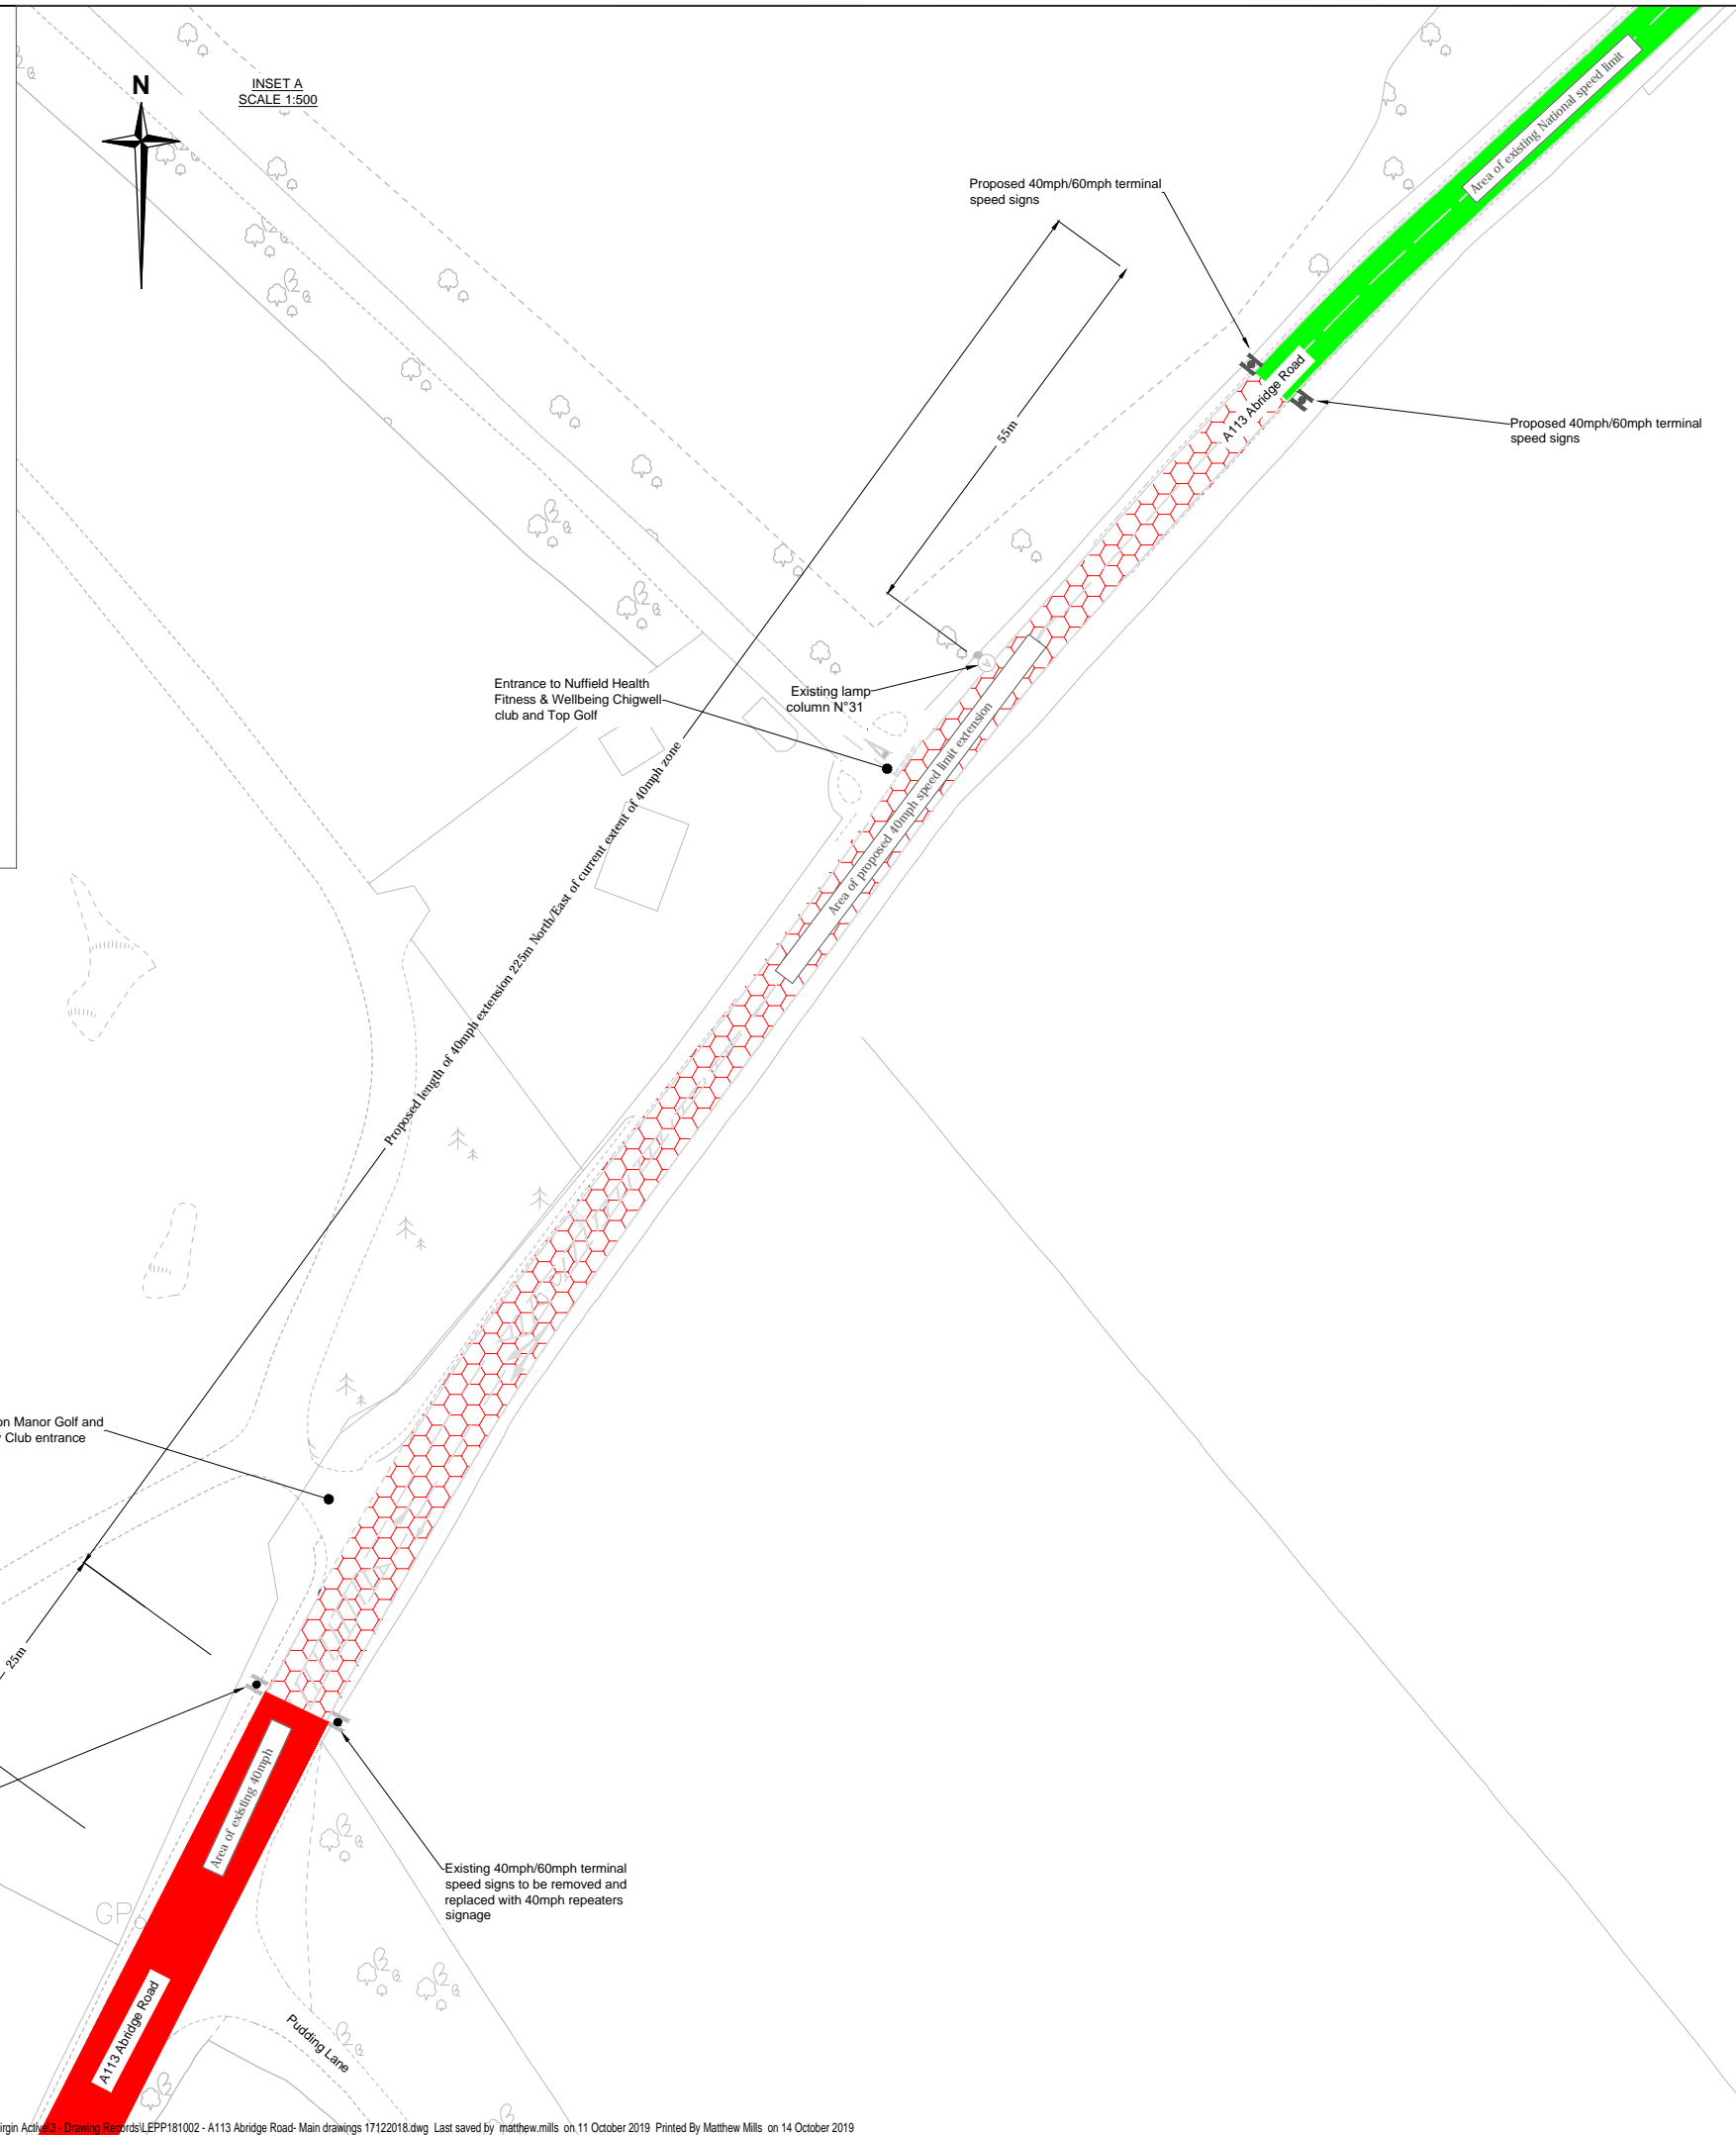 N
INSET A
SCALE 1:500
Area of existing National speed limit
Proposed 40mph/60mph terminal
speed signs
A113 Abridge Road
55m
Proposed 40mph/60mph terminal
speed signs
Entrance to Nuffield Health
Fitness & Wellbeing Chigwell
club and Top Golf
Existing lamp
column N°31
Area of proposed 40mph speed limit extension
Proposed length of 40mph extension 225m North/East of current extent of 40mph zone
on Manor Golf and
Club entrance
25m
Area of existing 40mph
Existing 40mph/60mph terminal
speed signs to be removed and
replaced with 40mph repeaters
signage
GP
A113 Abridge Road
Pudding Lane
irgin Active\3 - Drawing Records\LEPP181002 - A113 Abridge Road- Main drawings 17122018.dwg Last saved by matthew.mills on 11 October 2019 Printed By Matthew Mills on 14 October 2019